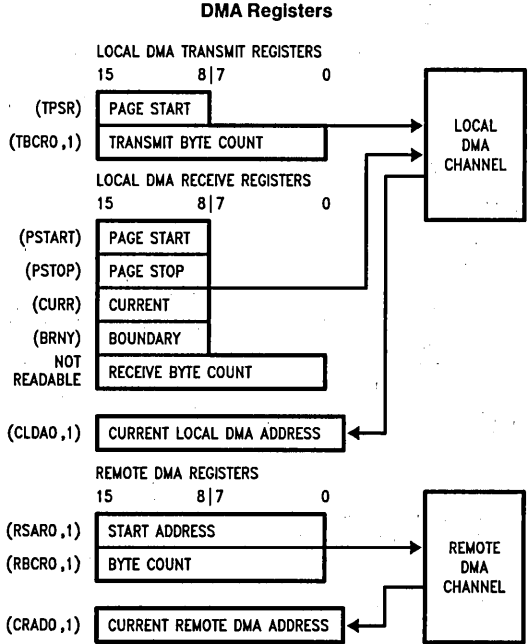 DMA Registers
LOCAL DMA TRANSMIT REGISTERS
15 8|7 0
(TPSR) PAGE START
(TBCR0,1) TRANSMIT BYTE COUNT
LOCAL
DMA
CHANNEL
LOCAL DMA RECEIVE REGISTERS
15 8|7 0
(PSTART) PAGE START
(PSTOP) PAGE STOP
(CURR) CURRENT
(BRNY) BOUNDARY
NOT
READABLE
RECEIVE BYTE COUNT
(CLDA0,1) CURRENT LOCAL DMA ADDRESS
REMOTE DMA REGISTERS
15 8|7 0
(RSAR0,1) START ADDRESS
(RBCR0,1) BYTE COUNT
REMOTE
DMA
CHANNEL
(CRAD0,1) CURRENT REMOTE DMA ADDRESS